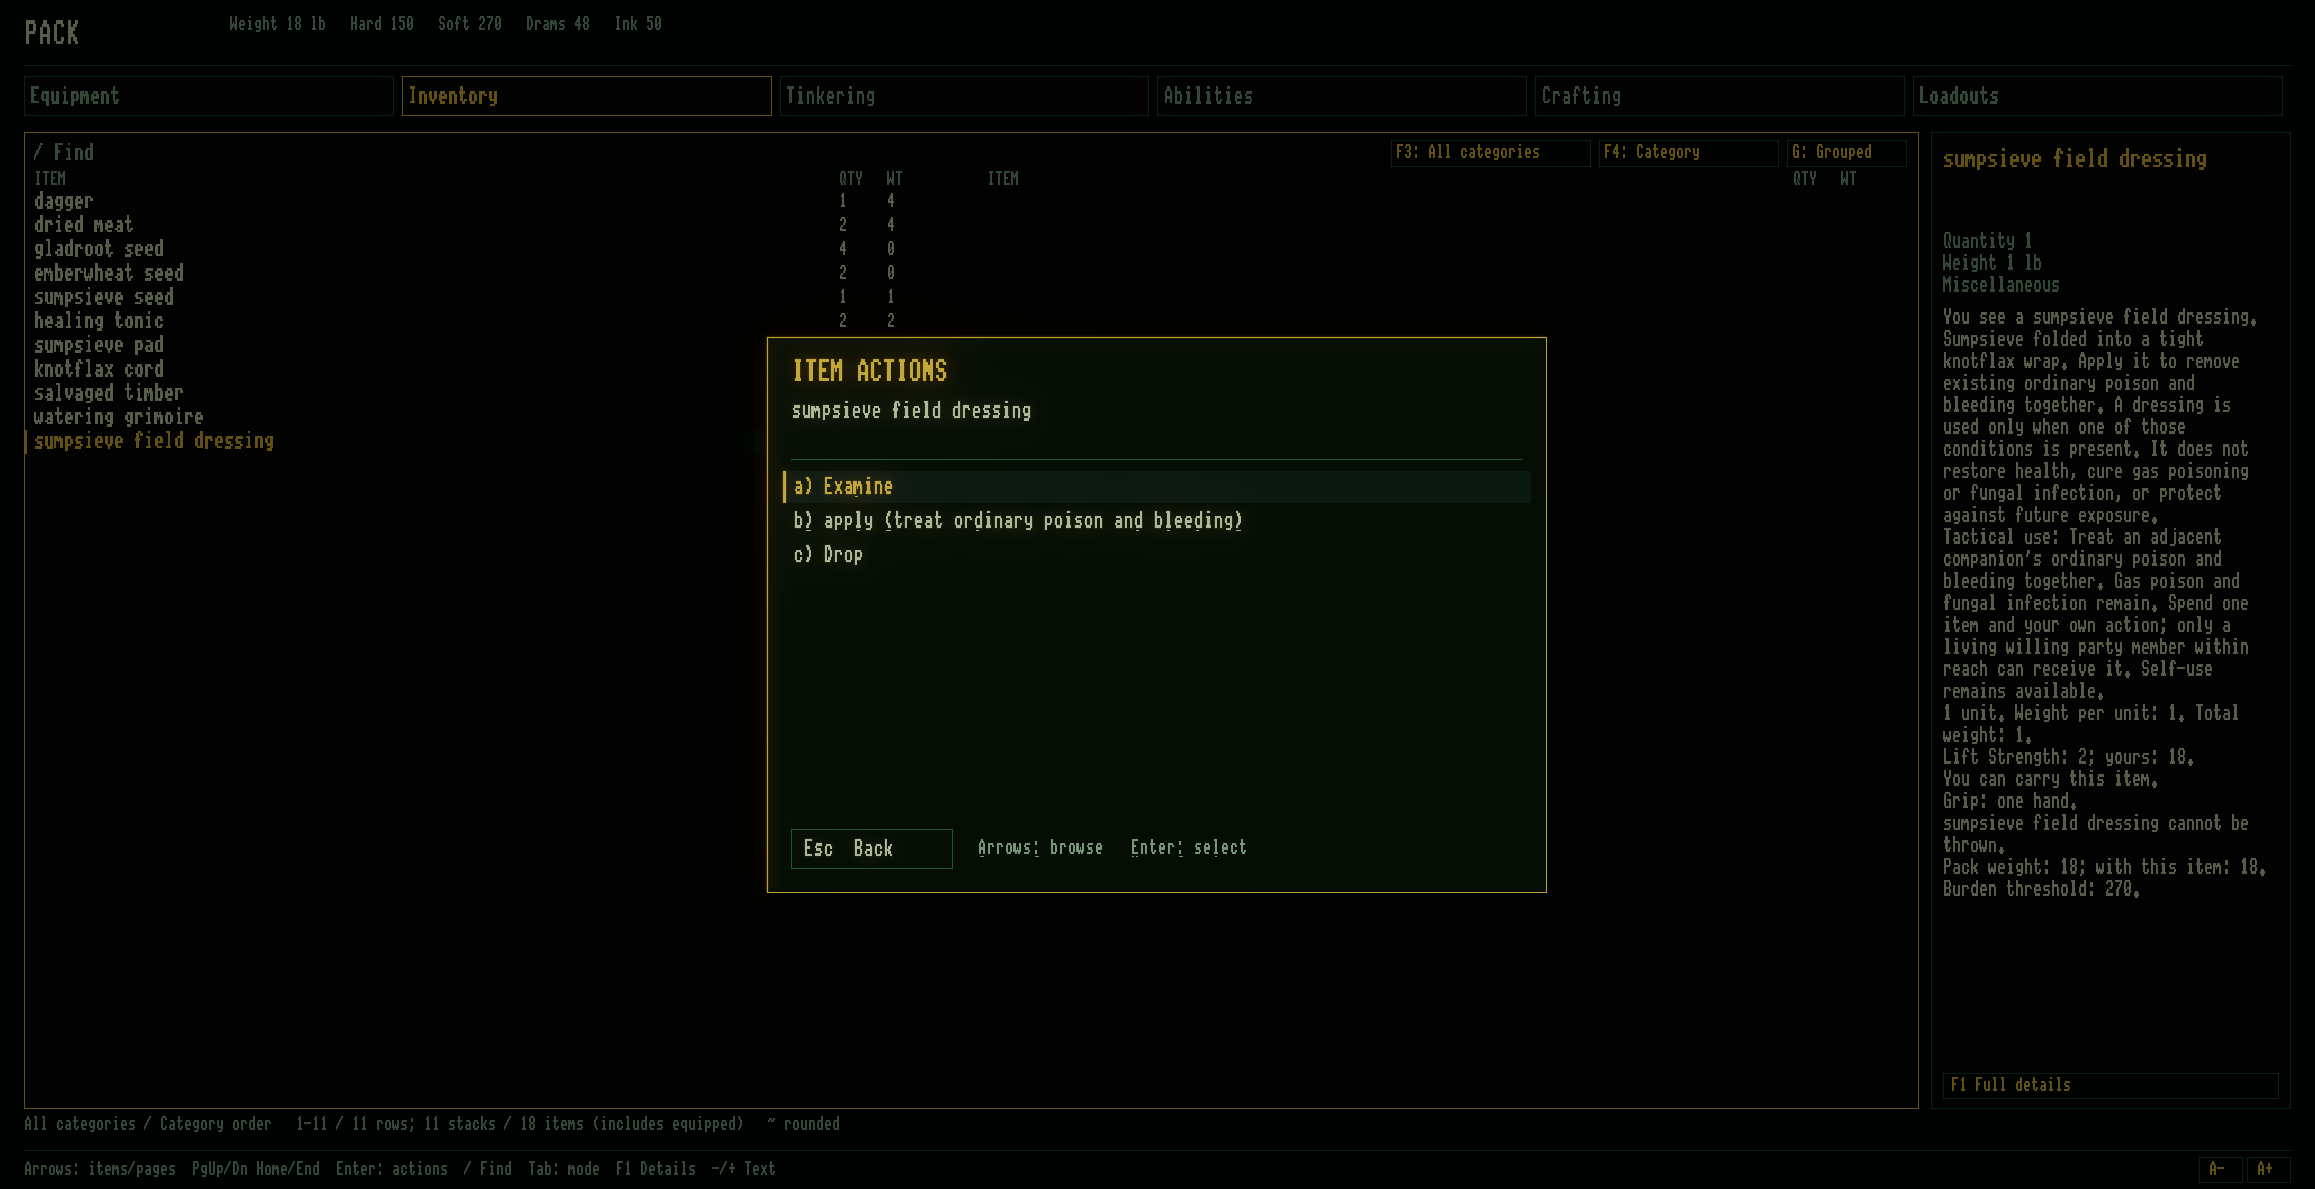 PACK
Weight 18 lb Hard 150 Soft 270 Drams 48 Ink 50
Equipment
Inventory
Tinkering
Abilities
Crafting
Loadouts
/ Find
F3: All categories
F4: Category
G: Grouped
ITEM QTY WT ITEM QTY WT
dagger 1 4
dried meat 2 4
gladroot seed 4 0
emberwheat seed 2 0
sumpsieve seed 1 1
healing tonic 2 2
sumpsieve pad
knotflax cord
salvaged timber
watering grimoire
sumpsieve field dressing
ITEM ACTIONS
sumpsieve field dressing
a) Examine
b) apply (treat ordinary poison and bleeding)
c) Drop
Esc Back
Arrows: browse Enter: select
sumpsieve field dressing
Quantity 1
Weight 1 lb
Miscellaneous
You see a sumpsieve field dressing.
Sumpsieve folded into a tight
knotflax wrap. Apply it to remove
existing ordinary poison and
bleeding together. A dressing is
used only when one of those
conditions is present. It does not
restore health, cure gas poisoning
or fungal infection, or protect
against future exposure.
Tactical use: Treat an adjacent
companion's ordinary poison and
bleeding together. Gas poison and
fungal infection remain. Spend one
item and your own action; only a
living willing party member within
reach can receive it. Self-use
remains available.
1 unit. Weight per unit: 1. Total
weight: 1.
Lift Strength: 2; yours: 18.
You can carry this item.
Grip: one hand.
sumpsieve field dressing cannot be
thrown.
Pack weight: 18; with this item: 18.
Burden threshold: 270.
F1 Full details
All categories / Category order 1-11 / 11 rows; 11 stacks / 18 items (includes equipped) ~ rounded
Arrows: items/pages PgUp/Dn Home/End Enter: actions / Find Tab: mode F1 Details -/+ Text
A- A+